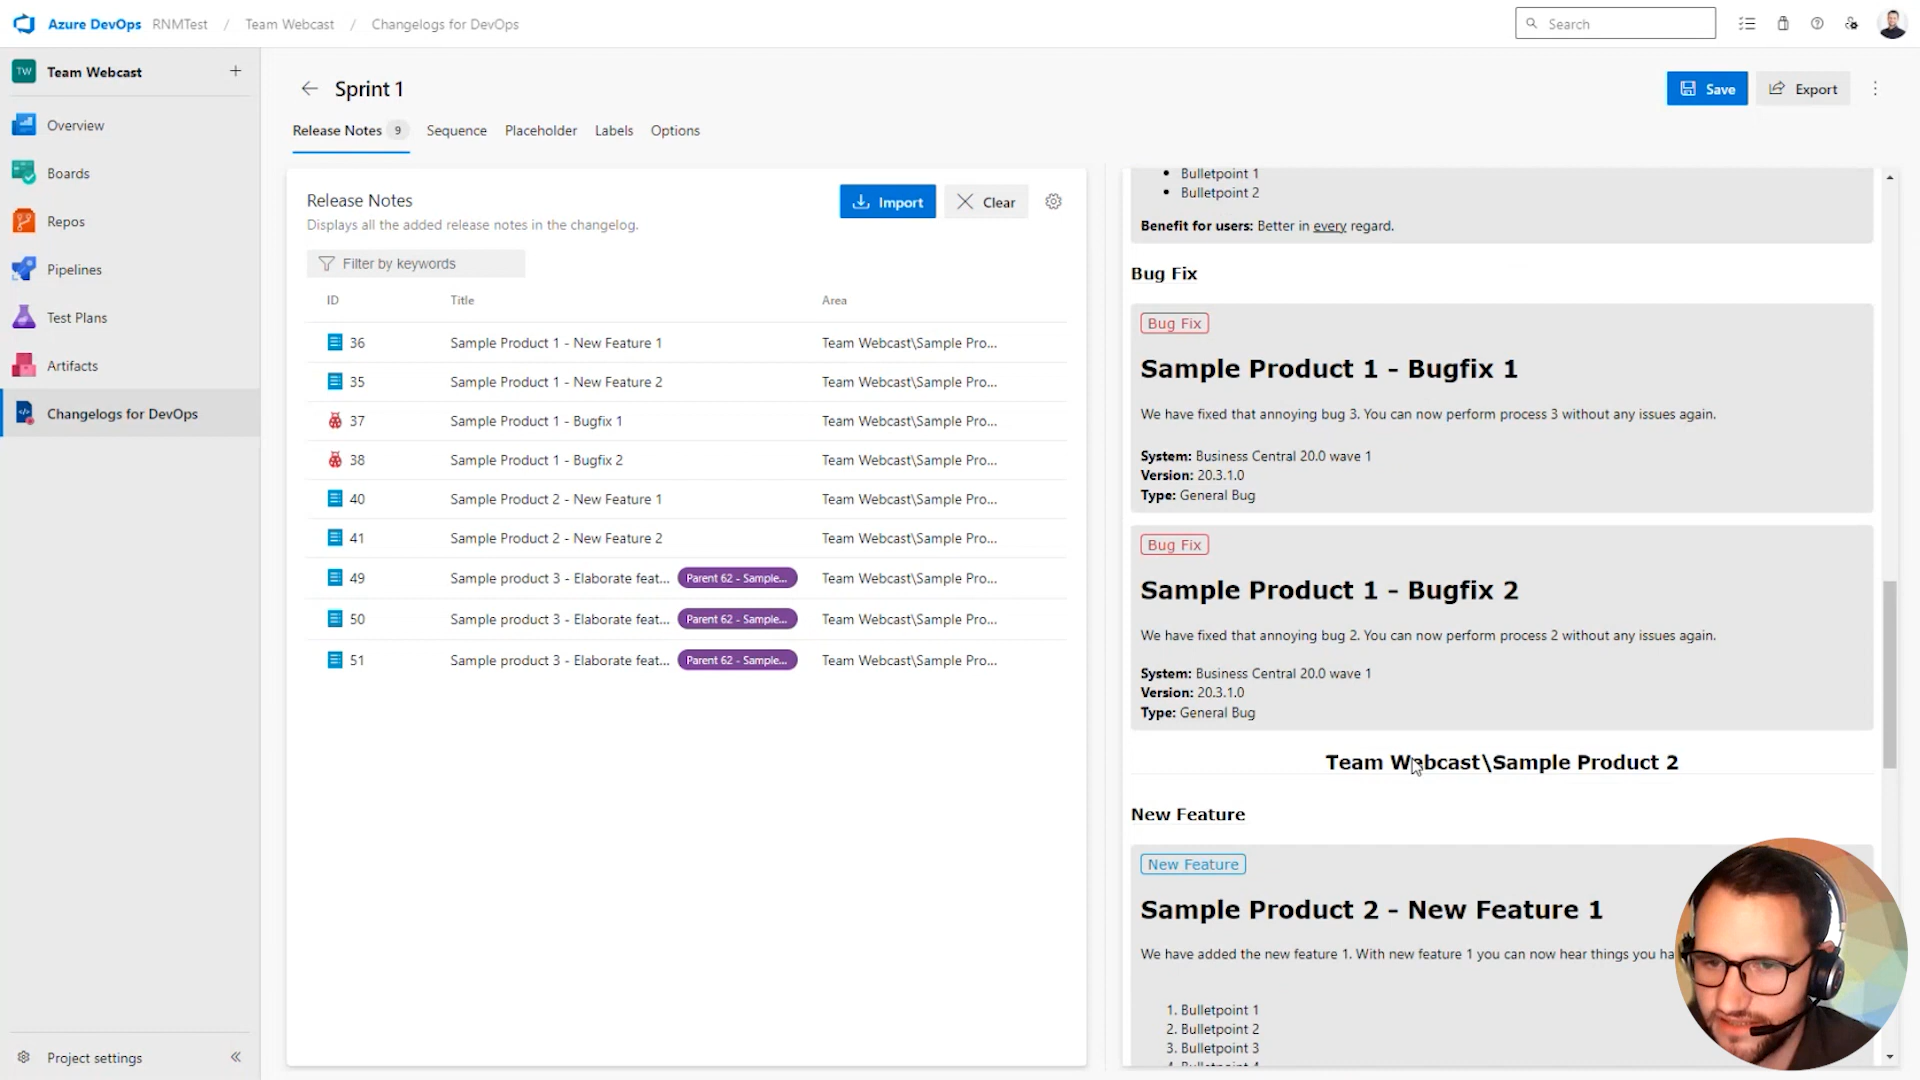 Azure DevOps RNMTest / Team Webcast / Changelogs for DevOps
Search
TW Team Webcast
Overview
Boards
Repos
Pipelines
Test Plans
Artifacts
Changelogs for DevOps
Project settings
Sprint 1
Save
Export
Release Notes 9 Sequence Placeholder Labels Options
Release Notes
Displays all the added release notes in the changelog.
Import
Clear
Filter by keywords
ID Title Area
36 Sample Product 1 - New Feature 1 Team Webcast\Sample Pro...
35 Sample Product 1 - New Feature 2 Team Webcast\Sample Pro...
37 Sample Product 1 - Bugfix 1 Team Webcast\Sample Pro...
38 Sample Product 1 - Bugfix 2 Team Webcast\Sample Pro...
40 Sample Product 2 - New Feature 1 Team Webcast\Sample Pro...
41 Sample Product 2 - New Feature 2 Team Webcast\Sample Pro...
49 Sample product 3 - Elaborate feat... Parent 62 - Sample... Team Webcast\Sample Pro...
50 Sample product 3 - Elaborate feat... Parent 62 - Sample... Team Webcast\Sample Pro...
51 Sample product 3 - Elaborate feat... Parent 62 - Sample... Team Webcast\Sample Pro...
• Bulletpoint 1
• Bulletpoint 2
Benefit for users: Better in every regard.
Bug Fix
Bug Fix
Sample Product 1 - Bugfix 1
We have fixed that annoying bug 3. You can now perform process 3 without any issues again.
System: Business Central 20.0 wave 1
Version: 20.3.1.0
Type: General Bug
Bug Fix
Sample Product 1 - Bugfix 2
We have fixed that annoying bug 2. You can now perform process 2 without any issues again.
System: Business Central 20.0 wave 1
Version: 20.3.1.0
Type: General Bug
Team Webcast\Sample Product 2
New Feature
New Feature
Sample Product 2 - New Feature 1
We have added the new feature 1. With new feature 1 you can now hear things you ha
1. Bulletpoint 1
2. Bulletpoint 2
3. Bulletpoint 3